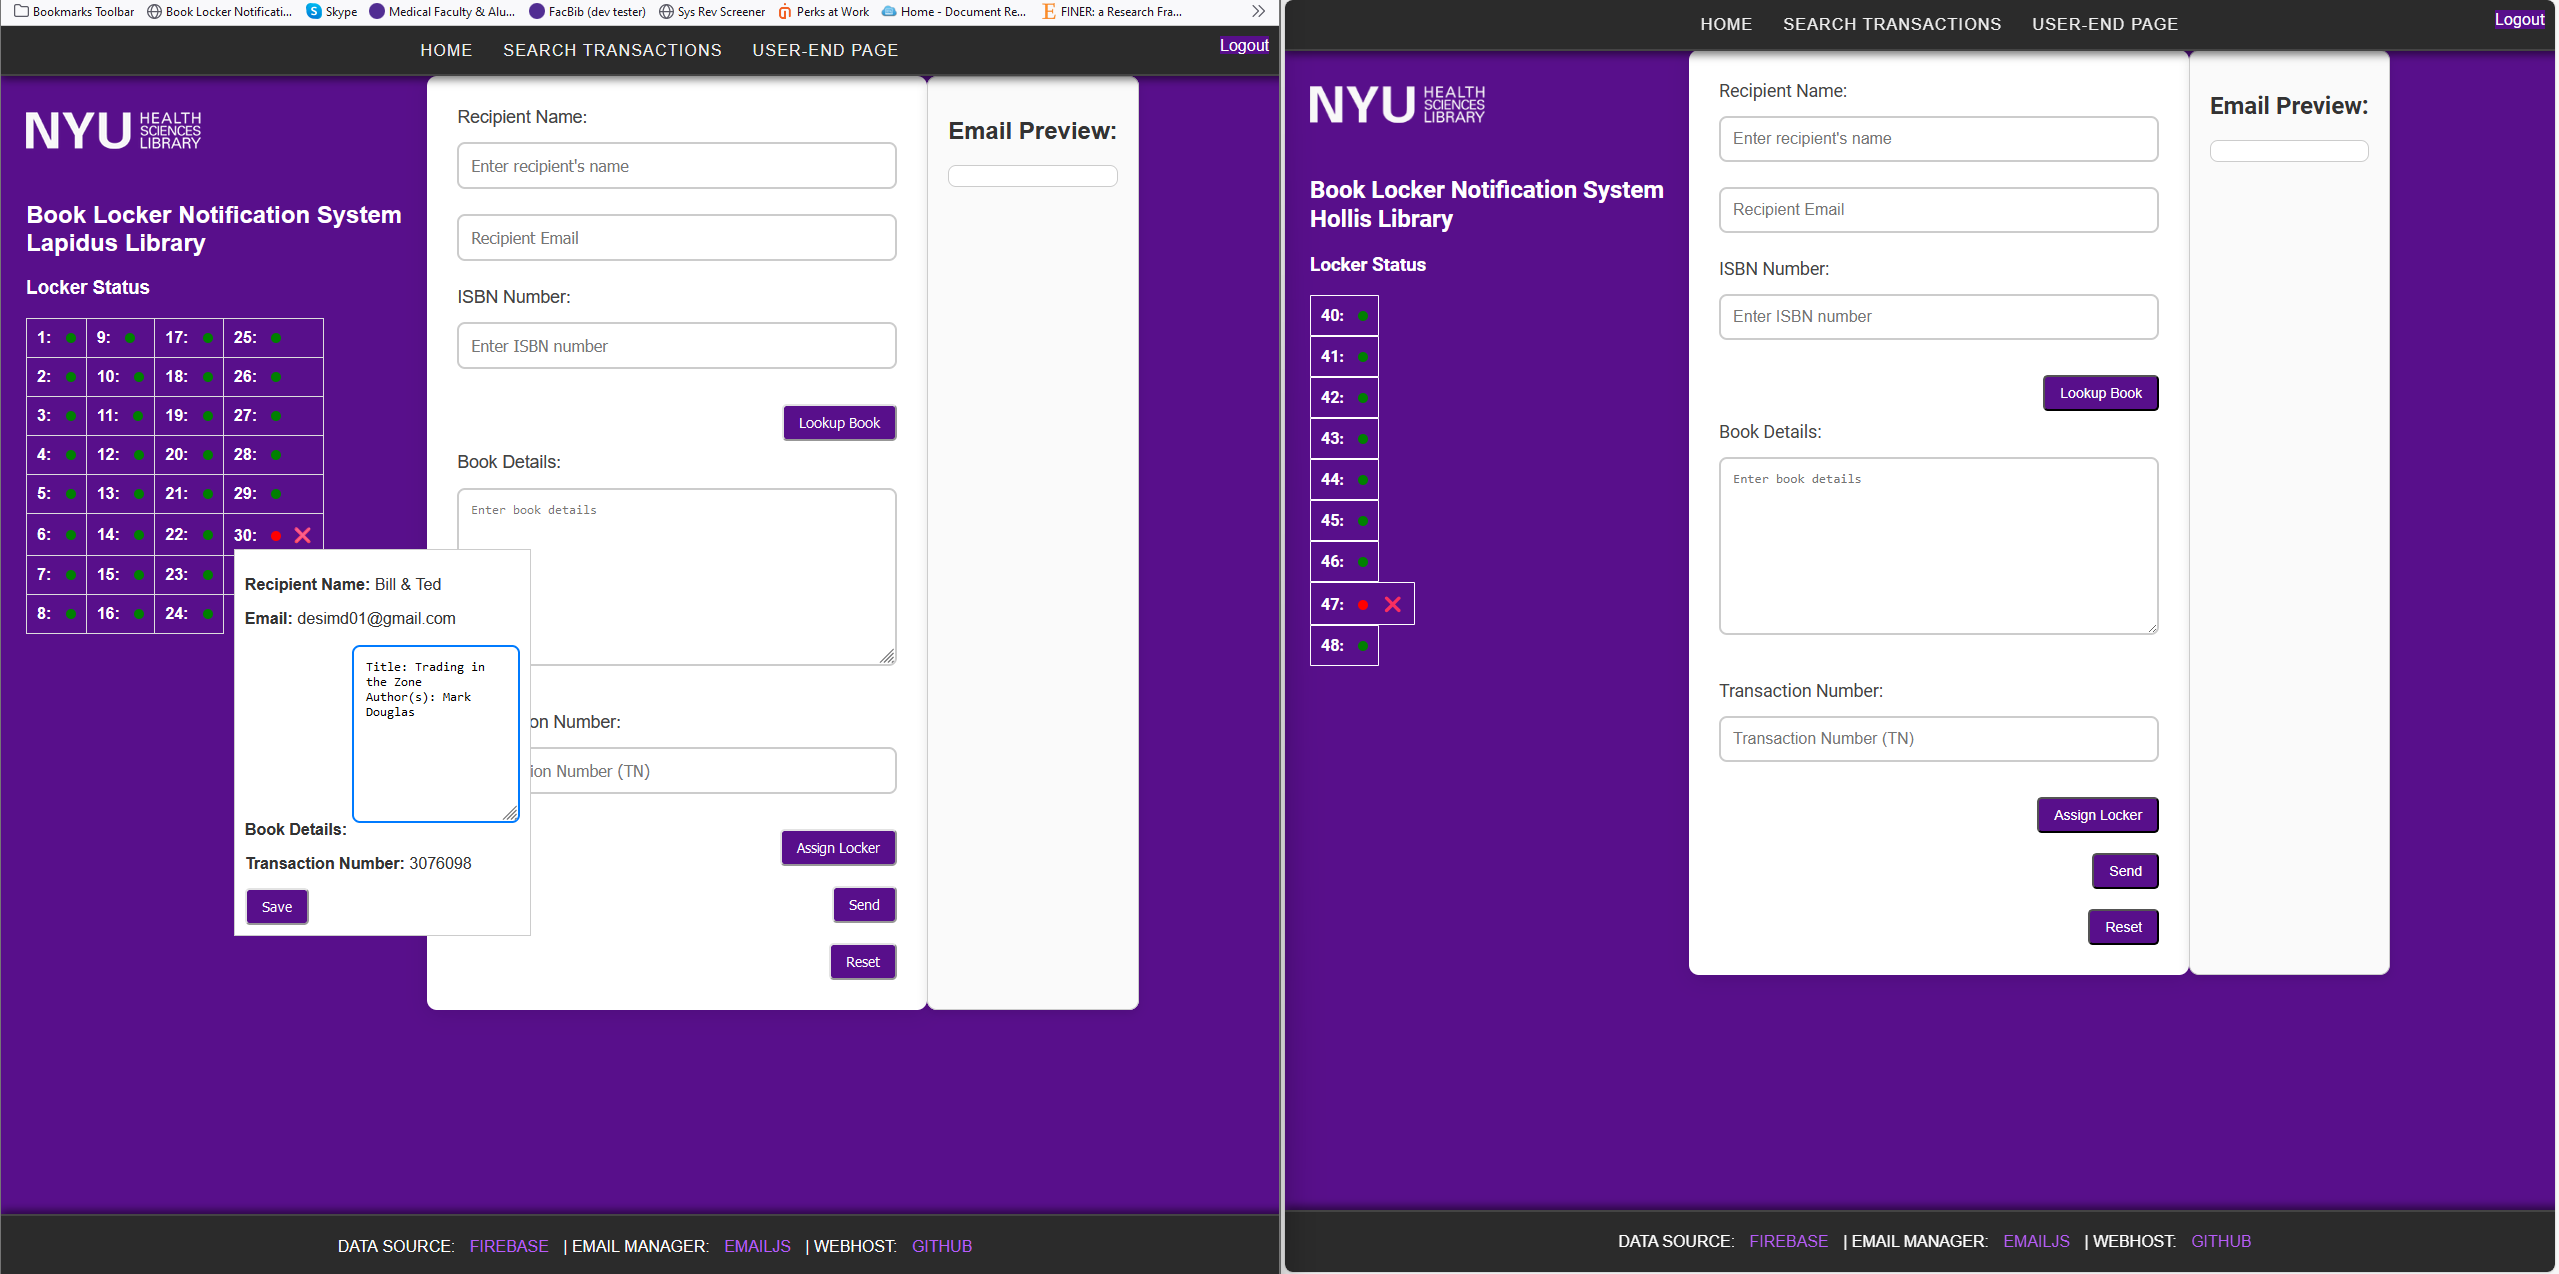 Bookmarks Toolbar Book Locker Notificati... Skype Medical Faculty & Alu... FacBib (dev tester) Sys Rev Screener Perks at Work Home - Document Re... FINER: a Research Fra...
HOME SEARCH TRANSACTIONS USER-END PAGE Logout
NYU HEALTH SCIENCES LIBRARY
Book Locker Notification System
Lapidus Library
Locker Status
1: 9: 17: 25:
2: 10: 18: 26:
3: 11: 19: 27:
4: 12: 20: 28:
5: 13: 21: 29:
6: 14: 22: 30:
7: 15: 23:
8: 16: 24:
Recipient Name: Bill & Ted
Email: desimd01@gmail.com
Title: Trading in
the Zone
Author(s): Mark
Douglas
Book Details:
Transaction Number: 3076098
Save
Recipient Name:
Enter recipient's name
Recipient Email
ISBN Number:
Enter ISBN number
Lookup Book
Book Details:
Enter book details
on Number:
ion Number (TN)
Assign Locker
Send
Reset
Email Preview:
DATA SOURCE: FIREBASE | EMAIL MANAGER: EMAILJS | WEBHOST: GITHUB
HOME SEARCH TRANSACTIONS USER-END PAGE Logout
NYU HEALTH SCIENCES LIBRARY
Book Locker Notification System
Hollis Library
Locker Status
40:
41:
42:
43:
44:
45:
46:
47:
48:
Recipient Name:
Enter recipient's name
Recipient Email
ISBN Number:
Enter ISBN number
Lookup Book
Book Details:
Enter book details
Transaction Number:
Transaction Number (TN)
Assign Locker
Send
Reset
Email Preview:
DATA SOURCE: FIREBASE | EMAIL MANAGER: EMAILJS | WEBHOST: GITHUB